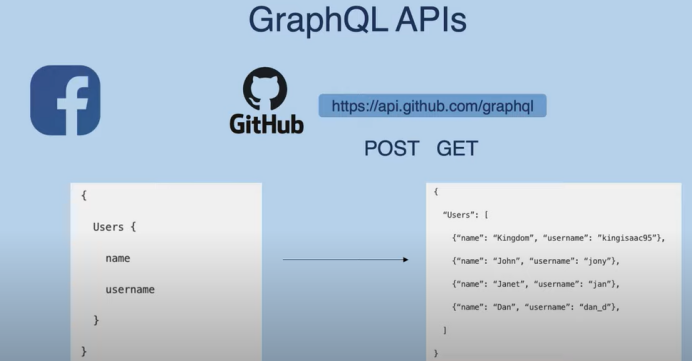 GraphQL APIs
f
GitHub
https://api.github.com/graphql
POST GET
{
Users {
name
username
}
}
{
“Users”: [
{“name”: “Kingdom”, “username”: “kingisaac95”},
{“name”: “John”, “username”: “jony”},
{“name”: “Janet”, “username”: “jan”},
{“name”: “Dan”, “username”: “dan_d”},
]
}